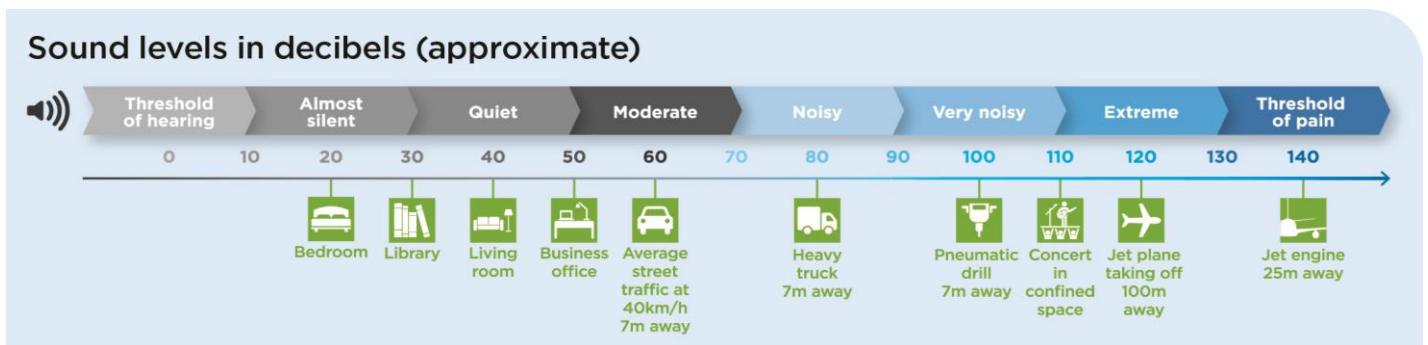 Sound levels in decibels (approximate)
Threshold of hearing Almost silent Quiet Moderate Noisy Very noisy Extreme Threshold of pain
0 10 20 30 40 50 60 70 80 90 100 110 120 130 140
Bedroom
Library
Living
room
Business
office
Average
street
traffic at
40km/h
7m away
Heavy
truck
7m away
Pneumatic
drill
7m away
Concert
in
confined
space
Jet plane
taking off
100m
away
Jet engine
25m away